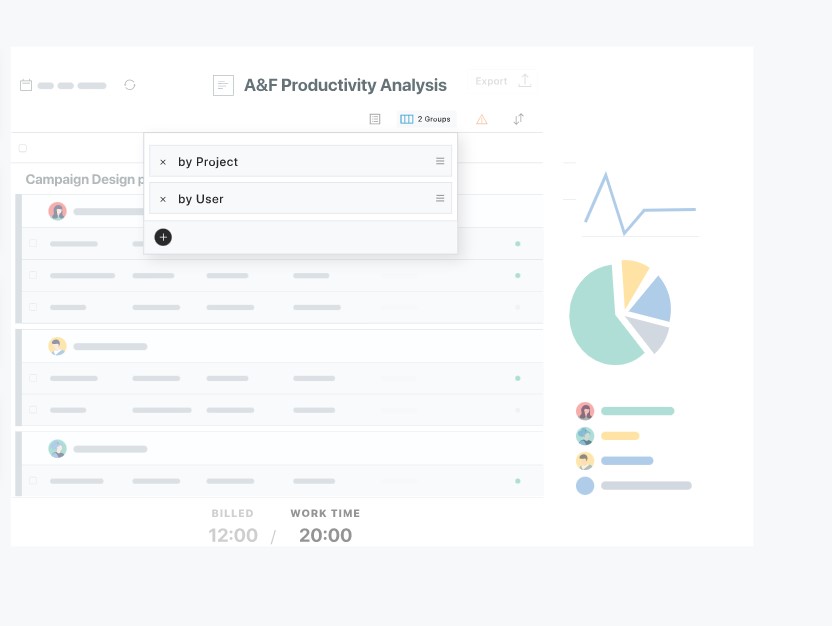 A&F Productivity Analysis
Export
2 Groups
by Project
by User
Campaign Design
BILLED WORK TIME
12:00 / 20:00